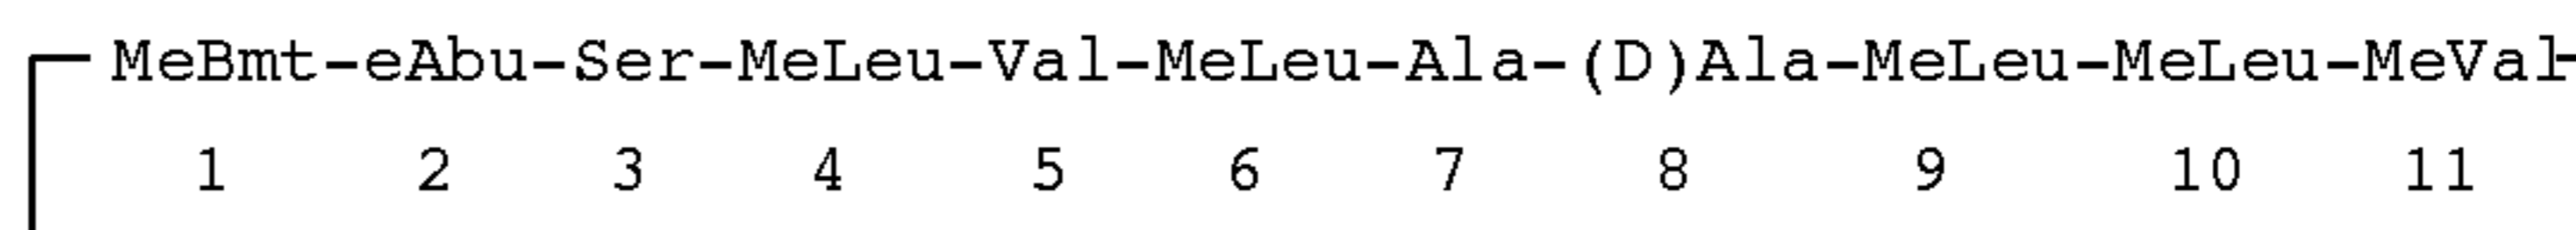 MeBmt-eAbu-Ser-MeLeu-Val-MeLeu-Ala-(D)Ala-MeLeu-MeLeu-MeVal-
1 2 3 4 5 6 7 8 9 10 11